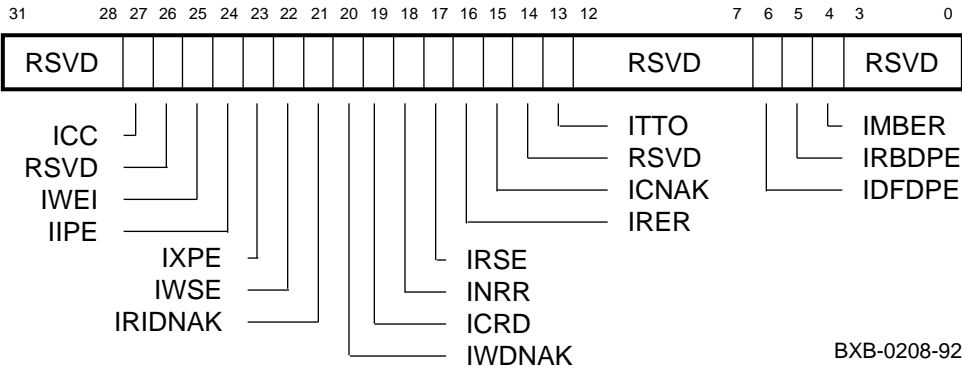 31 28 27 26 25 24 23 22 21 20 19 18 17 16 15 14 13 12 7 6 5 4 3 0
RSVD RSVD RSVD
ICC ITTO IMBER
RSVD RSVD IRBDPE
IWEI ICNAK IDFDPE
IIPE IRER
IXPE IRSE
IWSE INRR
IRIDNAK ICRD
IWDNAK BXB-0208-92